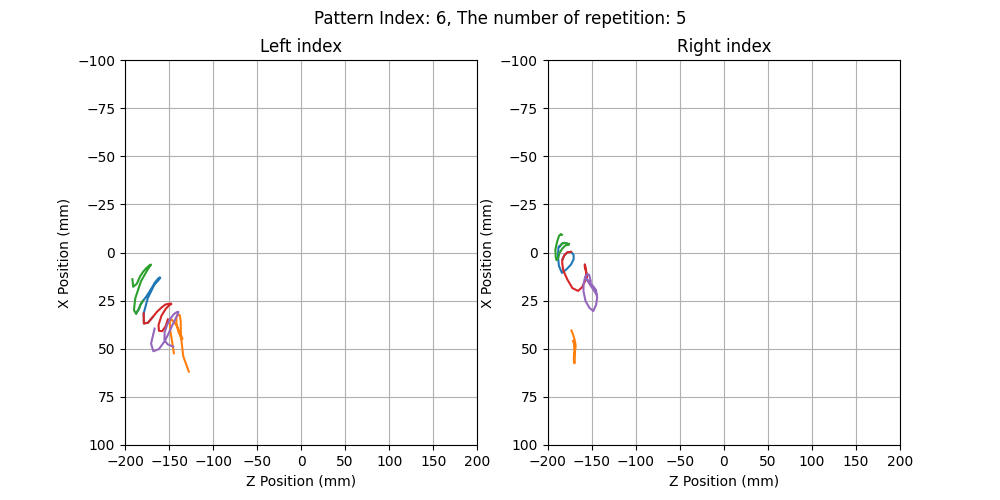 Pattern Index: 6, The number of repetition: 5
Left index
Right index
−100
−75
−50
−25
0
25
50
75
100
X Position (mm)
−200 −150 −100 −50 0 50 100 150 200
Z Position (mm)
−100
−75
−50
−25
0
25
50
75
100
X Position (mm)
−200 −150 −100 −50 0 50 100 150 200
Z Position (mm)